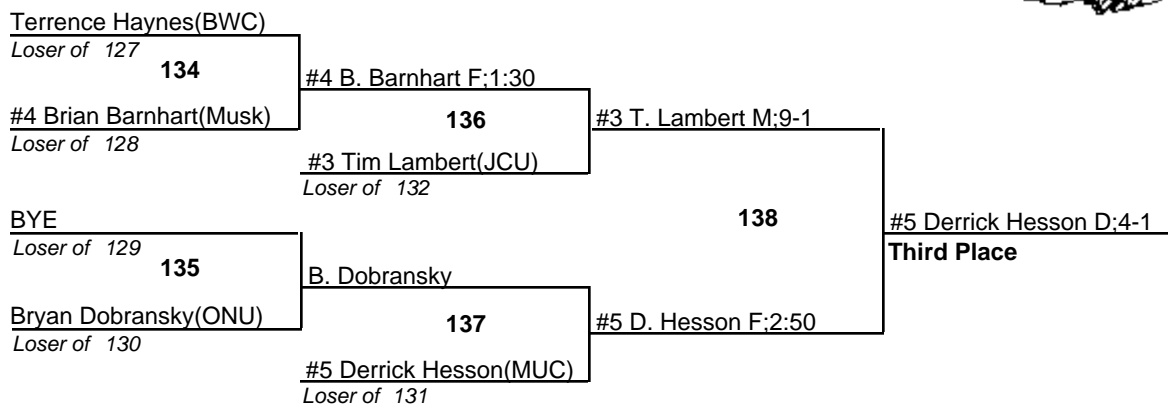 Terrence Haynes(BWC)
Loser of 127
134
#4 B. Barnhart F;1:30
#4 Brian Barnhart(Musk)
Loser of 128
136
#3 T. Lambert M;9-1
#3 Tim Lambert(JCU)
Loser of 132
BYE
Loser of 129
135
138
#5 Derrick Hesson D;4-1
Third Place
B. Dobransky
Bryan Dobransky(ONU)
Loser of 130
137
#5 D. Hesson F;2:50
#5 Derrick Hesson(MUC)
Loser of 131